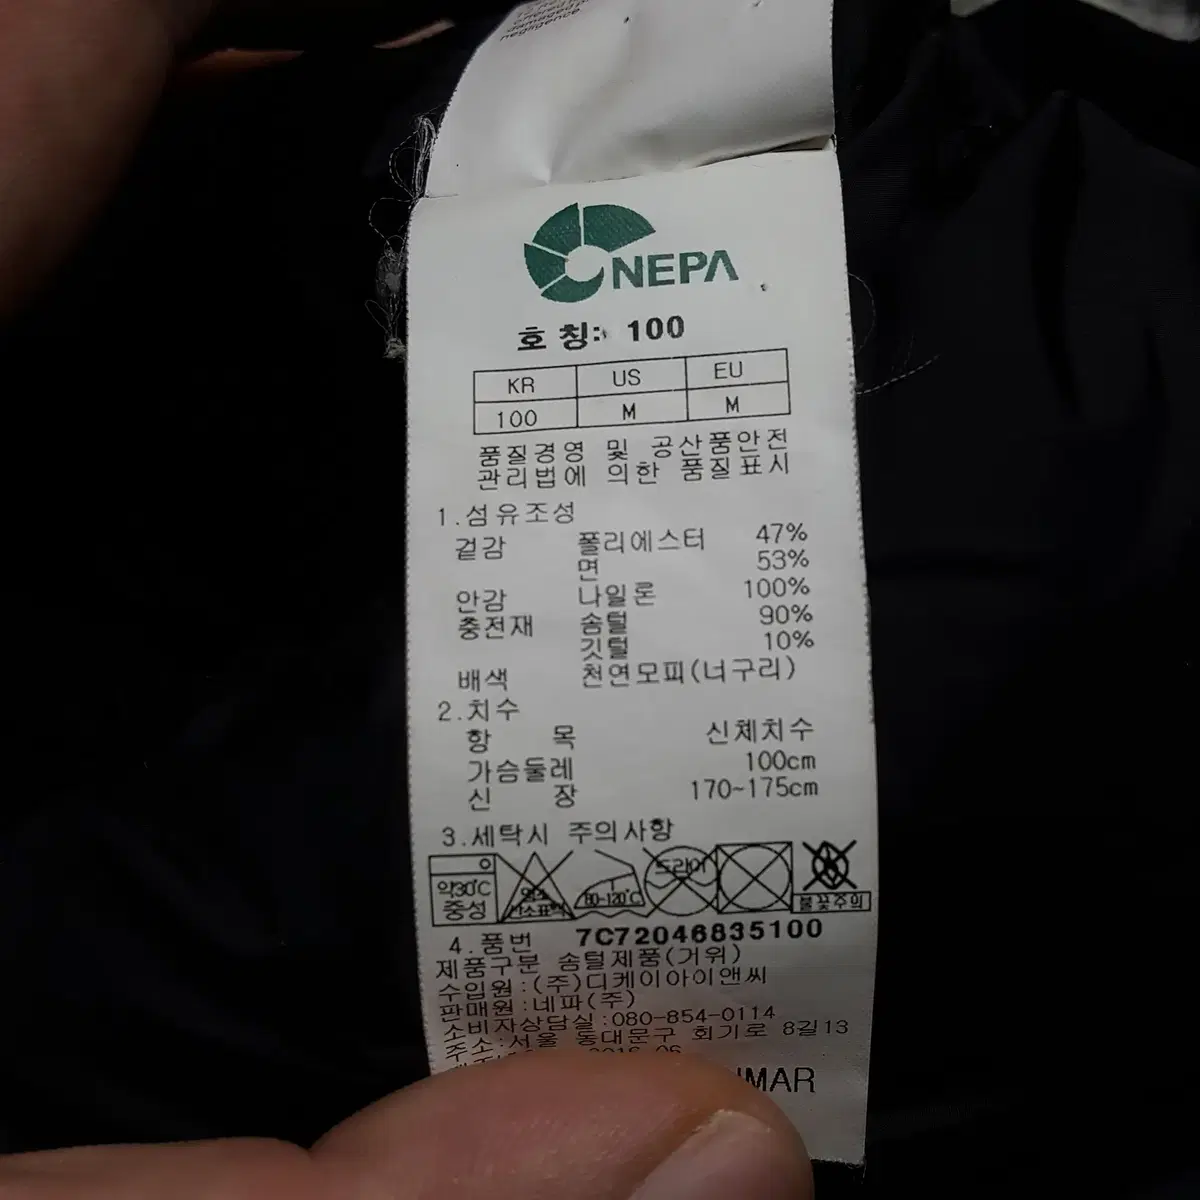 damaged
negligence
NEPA
호 칭: 100
KR US EU
100 M M
품질경영 및 공산품안전
관리법에 의한 품질표시
1.섬유조성
겉감 폴리에스터 47%
면 53%
안감 나일론 100%
충전재 솜털 90%
깃털 10%
배색 천연모피(너구리)
2.치수
항 목 신체치수
가슴둘레 100cm
신 장 170~175cm
3.세탁시 주의사항
약30℃
중성
80-120℃
드라이
불꽃주의
4.품번 7C72046835100
제품구분 솜털제품(거위)
수입원:(주)디케이아이앤씨
판매원:네파(주)
소비자상담실:080-854-0114
주소:서울 동대문구 회기로 8길13